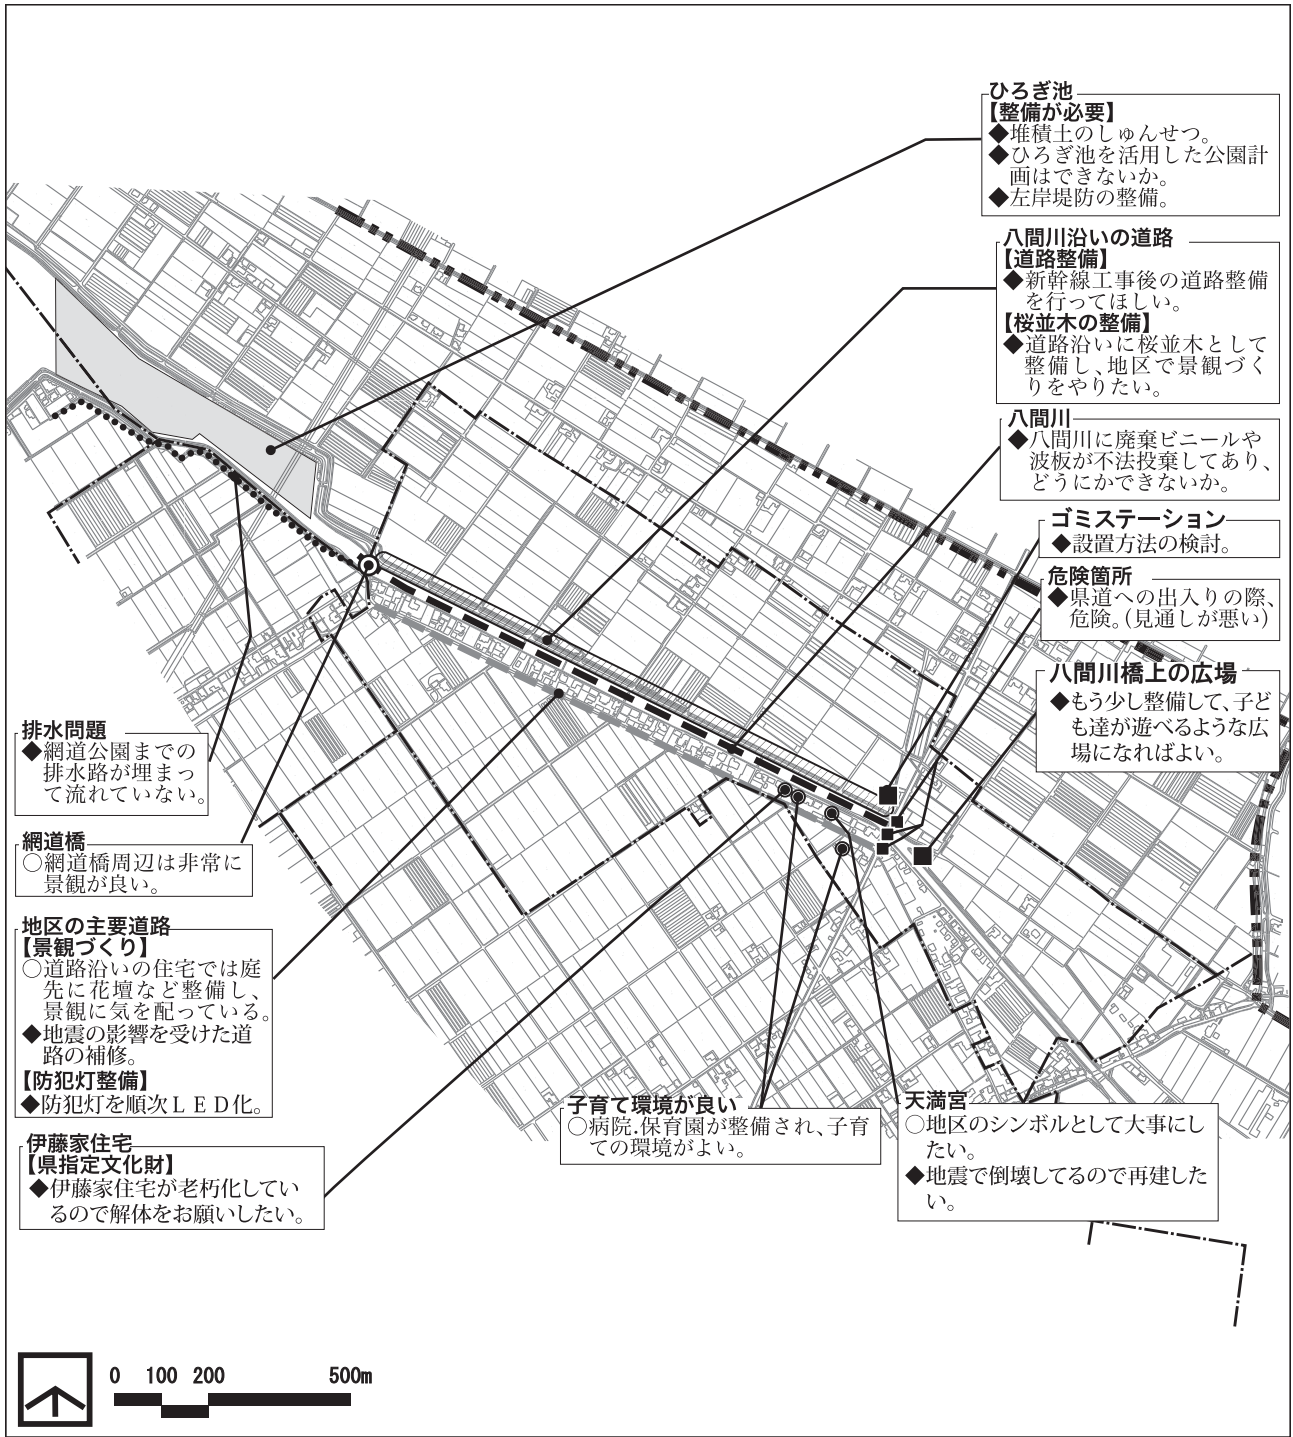 ひろぎ池
【整備が必要】
◆堆積土のしゅんせつ。
◆ひろぎ池を活用した公園計
画はできないか。
◆左岸堤防の整備。
八間川沿いの道路
【道路整備】
◆新幹線工事後の道路整備
を行ってほしい。
【桜並木の整備】
◆道路沿いに桜並木として
整備し、地区で景観づく
りをやりたい。
八間川
◆八間川に廃棄ビニールや
波板が不法投棄してあり、
どうにかできないか。
ゴミステーション
◆設置方法の検討。
危険箇所
◆県道への出入りの際、
危険。(見通しが悪い)
八間川橋上の広場
◆もう少し整備して、子ど
も達が遊べるような広
場になればよい。
排水問題
◆網道公園までの
排水路が埋まっ
て流れていない。
網道橋
○網道橋周辺は非常に
景観が良い。
地区の主要道路
【景観づくり】
○道路沿いの住宅では庭
先に花壇など整備し、
景観に気を配っている。
◆地震の影響を受けた道
路の補修。
【防犯灯整備】
◆防犯灯を順次ＬＥＤ化。
伊藤家住宅
【県指定文化財】
◆伊藤家住宅が老朽化してい
るので解体をお願いしたい。
子育て環境が良い
○病院.保育園が整備され、子育
ての環境がよい。
天満宮
○地区のシンボルとして大事にし
たい。
◆地震で倒壊してるので再建した
い。
0 100 200 500m